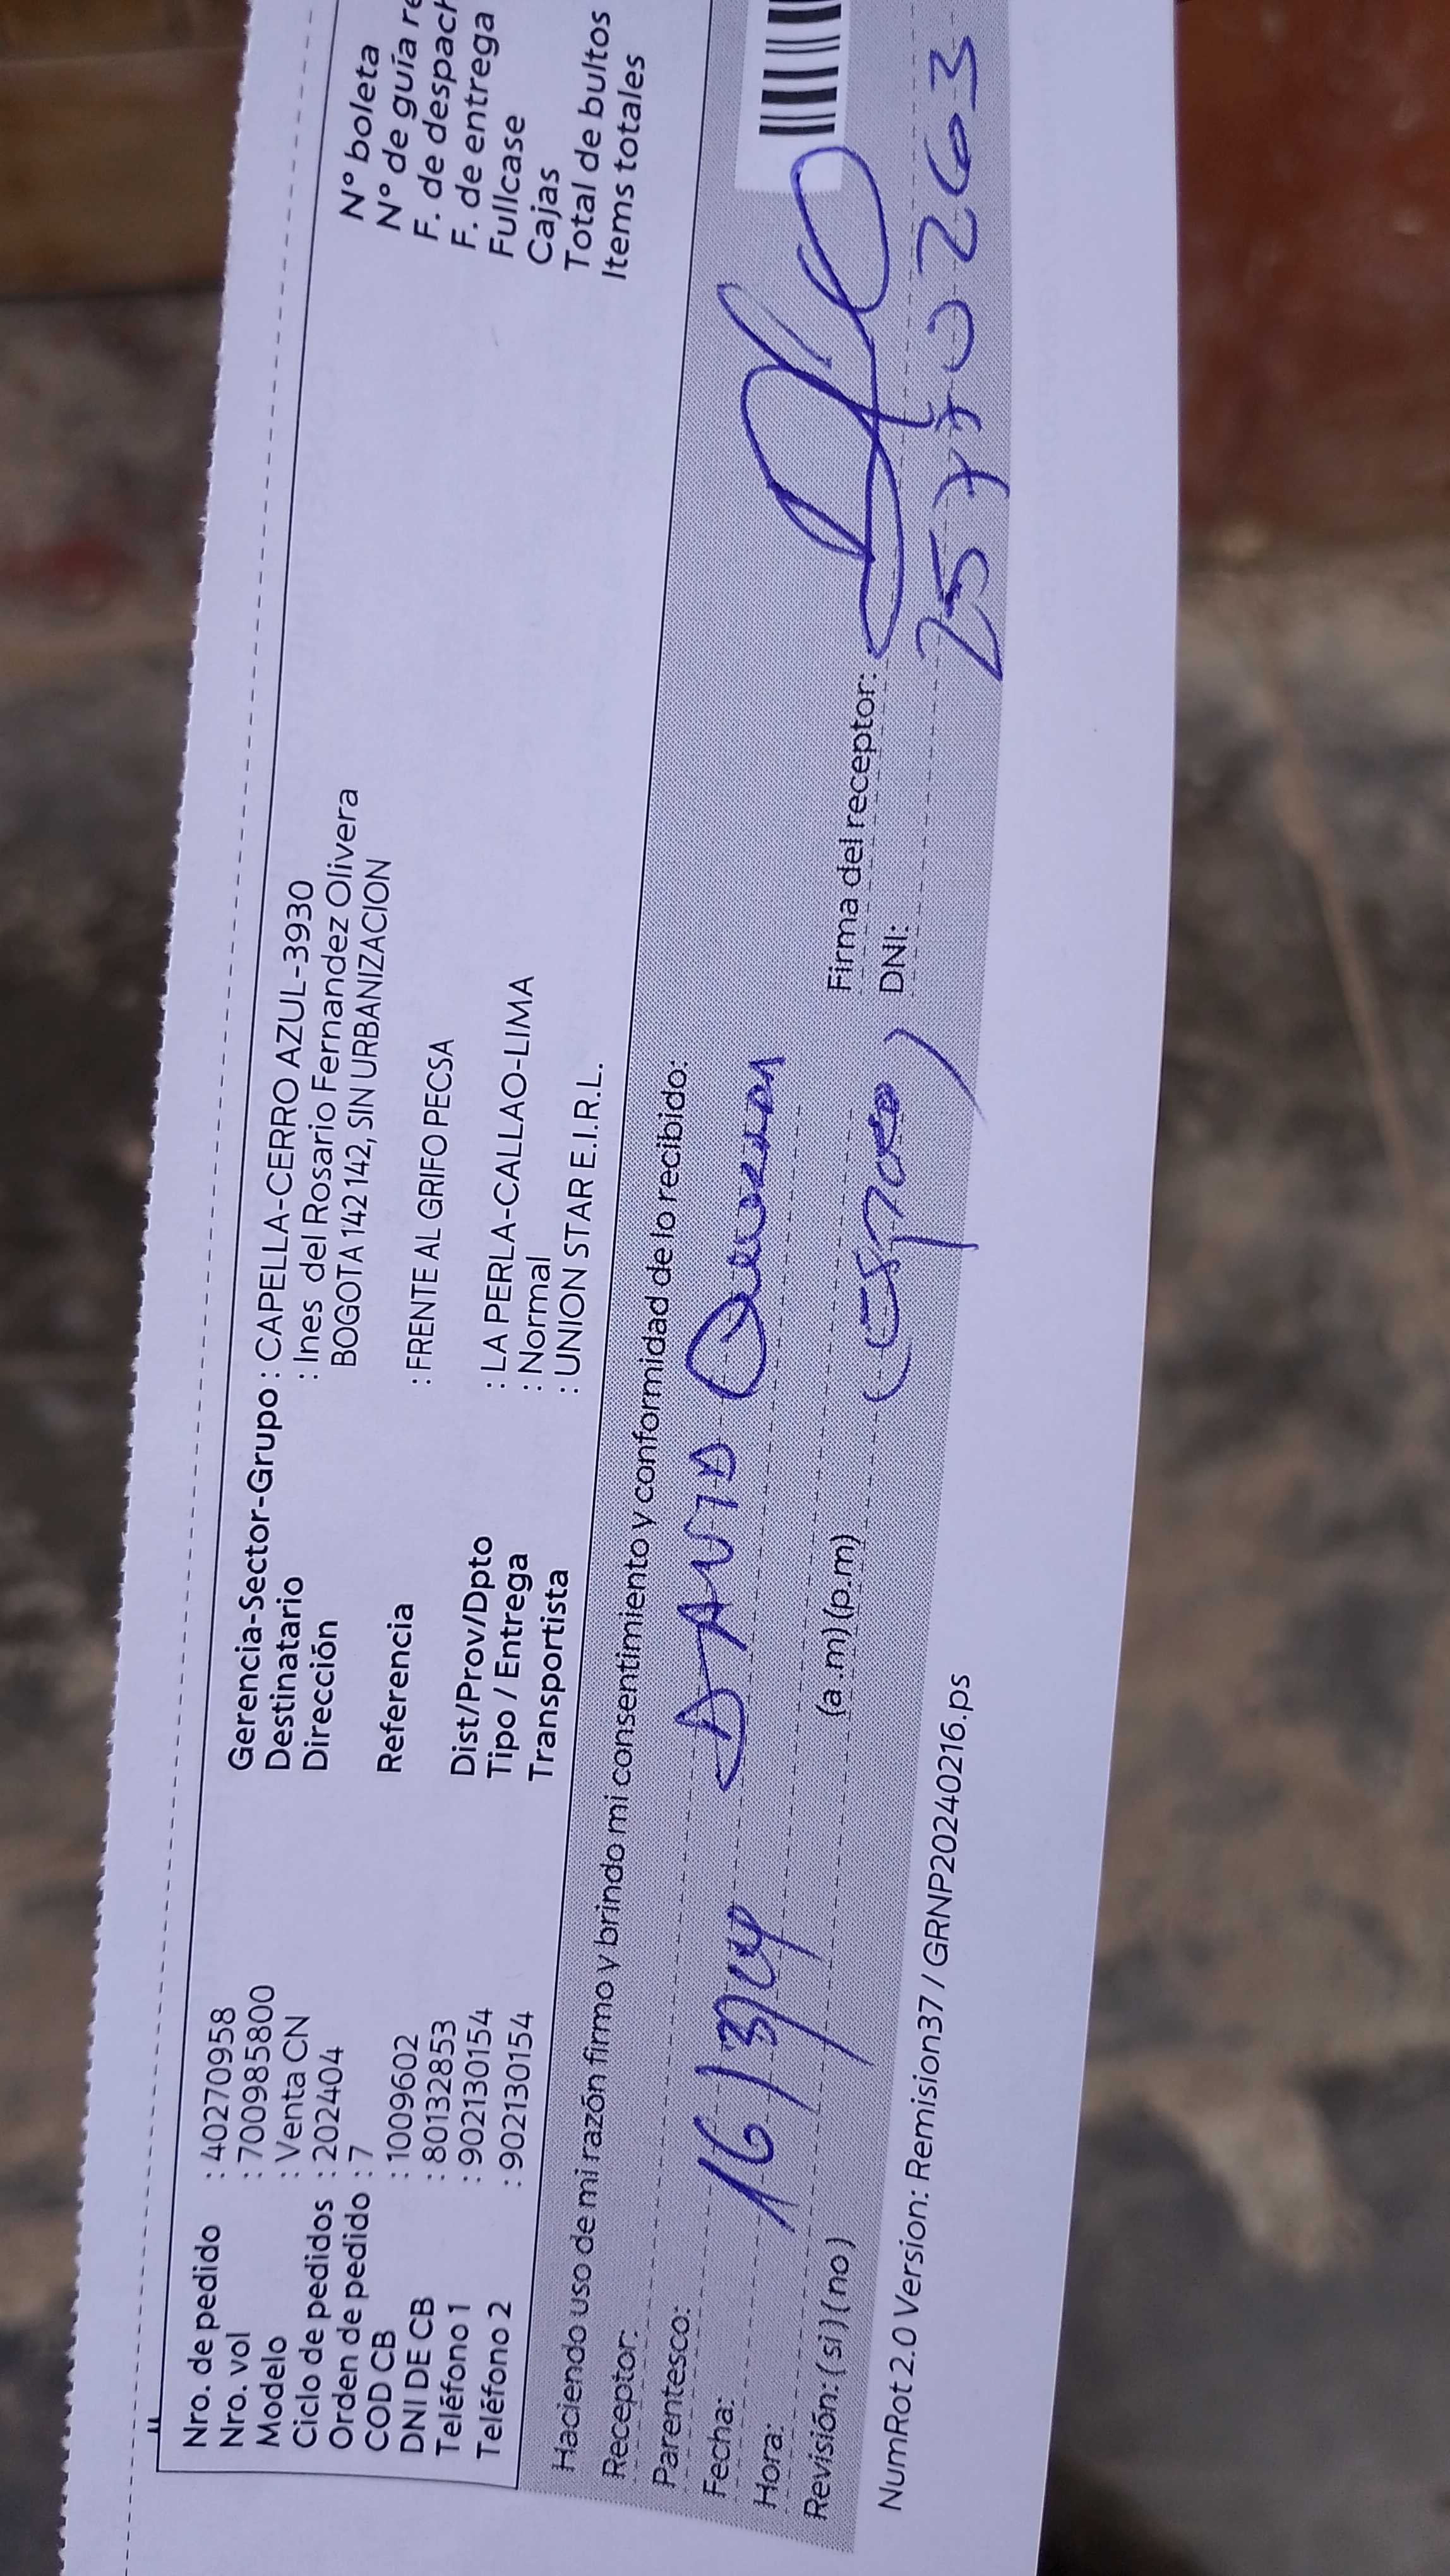 Nro. de pedido : 40270958
Nro. vol : 700985800
Modelo : Venta CN
Ciclo de pedidos : 202404
Orden de pedido : 7
COD CB : 1009602
DNI DE CB : 80132853
Teléfono 1 : 902130154
Teléfono 2 : 902130154
Gerencia-Sector-Grupo : CAPELLA-CERRO AZUL-3930
Destinatario : Ines del Rosario Fernandez Olivera
Dirección BOGOTA 142 142, SIN URBANIZACION
Referencia : FRENTE AL GRIFO PECSA
Dist/Prov/Dpto : LA PERLA-CALLAO-LIMA
Tipo / Entrega : Normal
Transportista : UNION STAR E.I.R.L.
N° boleta
N° de guía re
F. de despach
F. de entrega
Fullcase
Cajas
Total de bultos
Items totales
Haciendo uso de mi razón firmo y brindo mi consentimiento y conformidad de lo recibido:
Receptor: DAVID
Parentesco:
Fecha: 16/3/24
Hora: (a .m) (p.m)
Revisión: (si) (no)
(ESPOSO)
Firma del receptor:
DNI: 25770263
NumRot 2.0 Version: Remision37 / GRNP20240216.ps